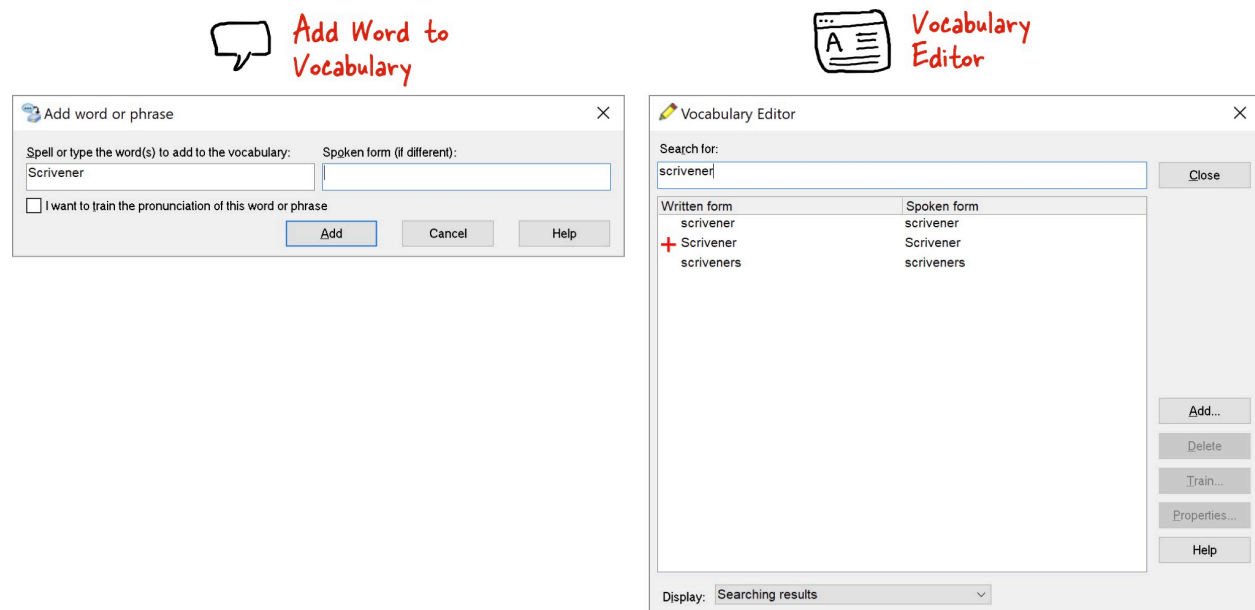 Add Word to
Vocabulary
Add word or phrase
Spell or type the word(s) to add to the vocabulary: Spoken form (if different):
Scrivener
I want to train the pronunciation of this word or phrase
Add Cancel Help
Vocabulary
Editor
A
Vocabulary Editor
Search for:
scrivener
Close
Written form Spoken form
scrivener scrivener
+ Scrivener Scrivener
scriveners scriveners
Add...
Delete
Train...
Properties...
Help
Display: Searching results